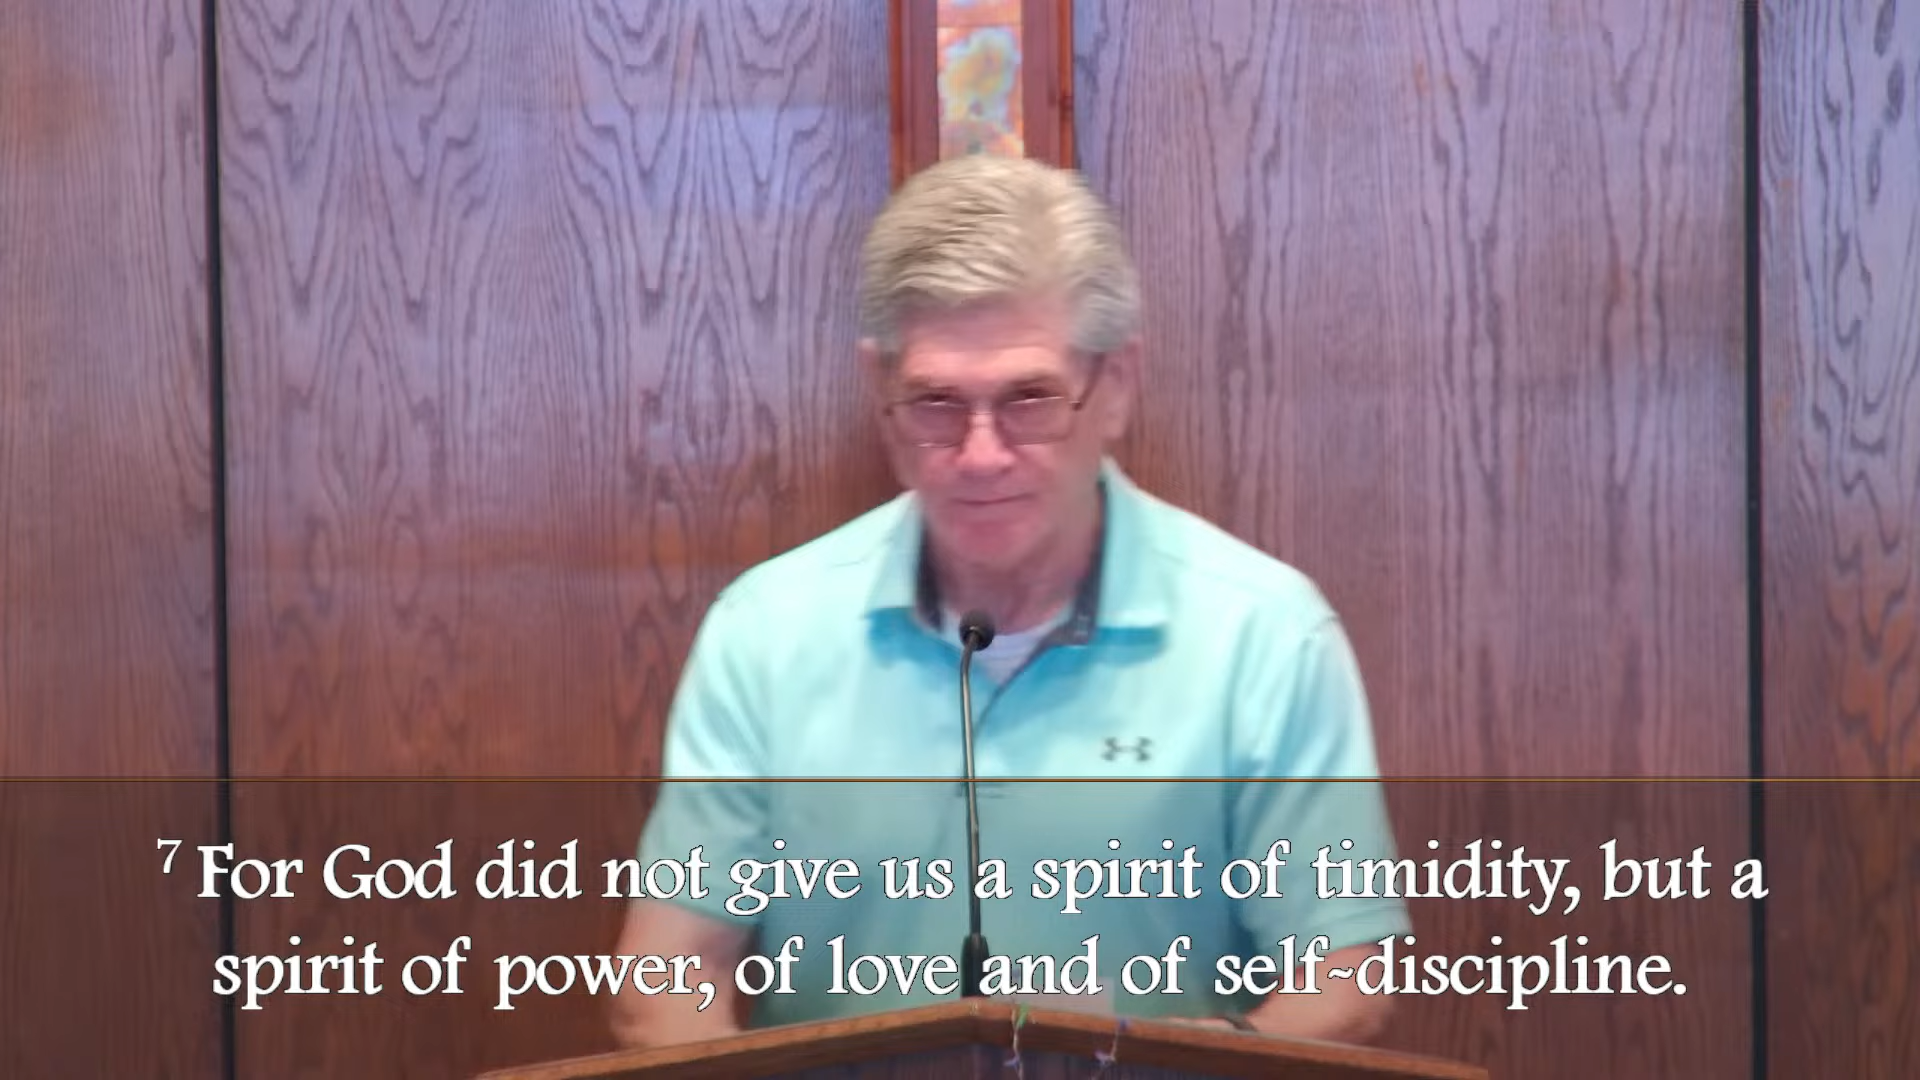 7 For God did not give us a spirit of timidity, but a
spirit of power, of love and of self-discipline.